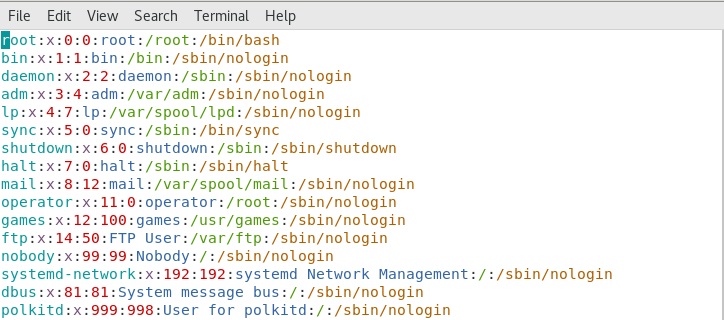 File Edit View Search Terminal Help
root:x:0:0:root:/root:/bin/bash
bin:x:1:1:bin:/bin:/sbin/nologin
daemon:x:2:2:daemon:/sbin:/sbin/nologin
adm:x:3:4:adm:/var/adm:/sbin/nologin
lp:x:4:7:lp:/var/spool/lpd:/sbin/nologin
sync:x:5:0:sync:/sbin:/bin/sync
shutdown:x:6:0:shutdown:/sbin:/sbin/shutdown
halt:x:7:0:halt:/sbin:/sbin/halt
mail:x:8:12:mail:/var/spool/mail:/sbin/nologin
operator:x:11:0:operator:/root:/sbin/nologin
games:x:12:100:games:/usr/games:/sbin/nologin
ftp:x:14:50:FTP User:/var/ftp:/sbin/nologin
nobody:x:99:99:Nobody:/:/sbin/nologin
systemd-network:x:192:192:systemd Network Management:/:/sbin/nologin
dbus:x:81:81:System message bus:/:/sbin/nologin
polkitd:x:999:998:User for polkitd:/:/sbin/nologin